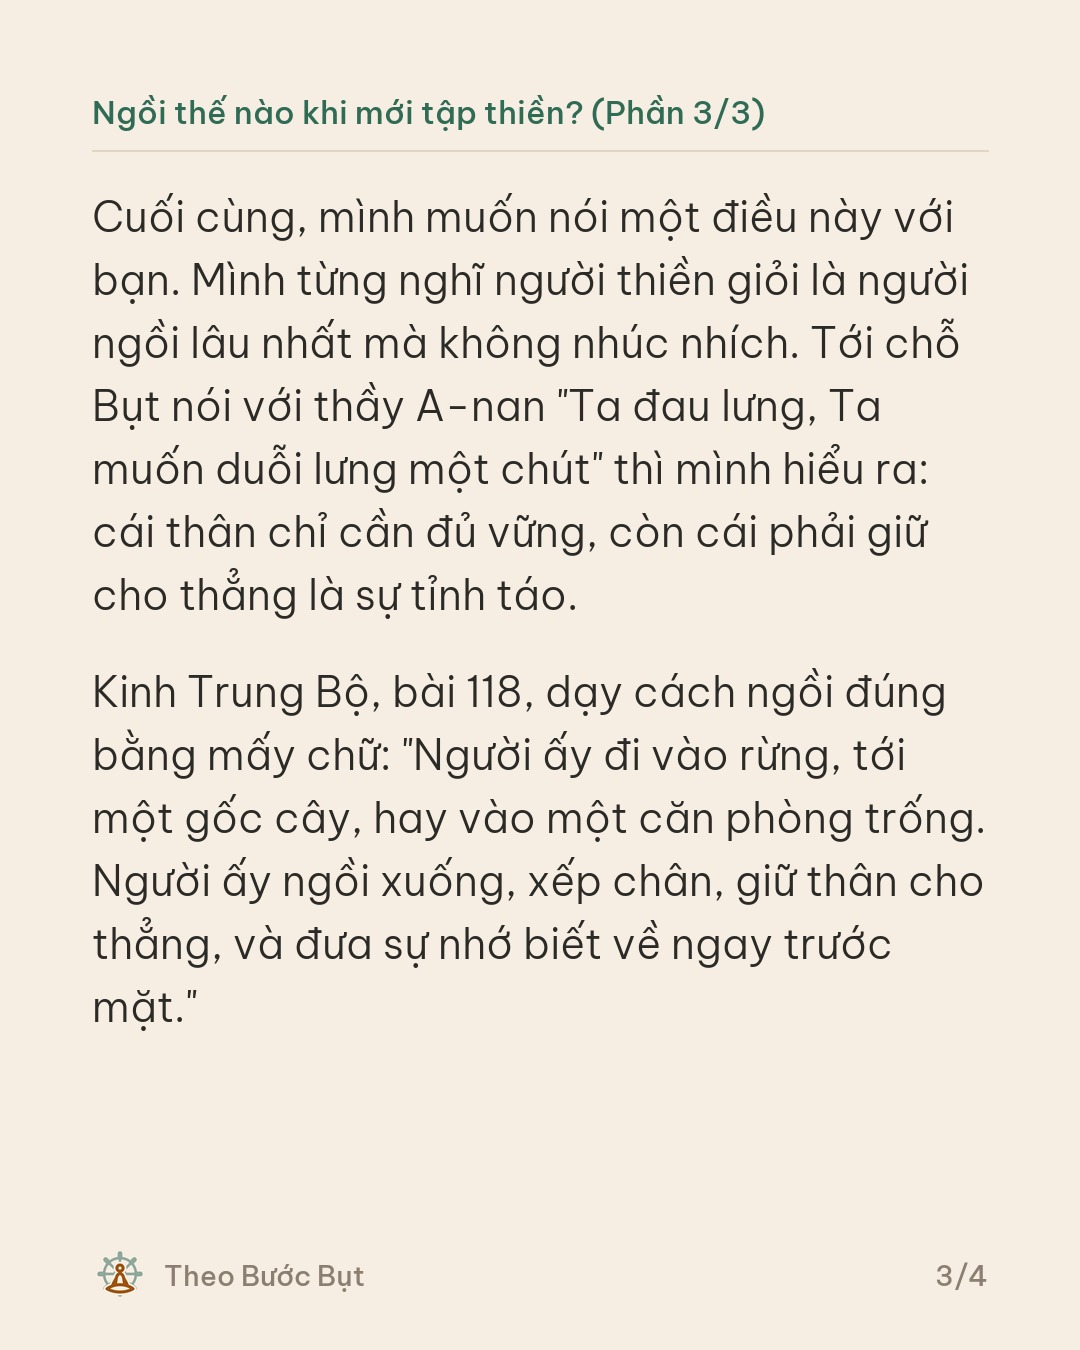 Ngồi thế nào khi mới tập thiền? (Phần 3/3)
Cuối cùng, mình muốn nói một điều này với
bạn. Mình từng nghĩ người thiền giỏi là người
ngồi lâu nhất mà không nhúc nhích. Tới chỗ
Bụt nói với thầy A-nan "Ta đau lưng, Ta
muốn duỗi lưng một chút" thì mình hiểu ra:
cái thân chỉ cần đủ vững, còn cái phải giữ
cho thẳng là sự tỉnh táo.
Kinh Trung Bộ, bài 118, dạy cách ngồi đúng
bằng mấy chữ: "Người ấy đi vào rừng, tới
một gốc cây, hay vào một căn phòng trống.
Người ấy ngồi xuống, xếp chân, giữ thân cho
thẳng, và đưa sự nhớ biết về ngay trước
mặt."
Theo Bước Bụt
3/4